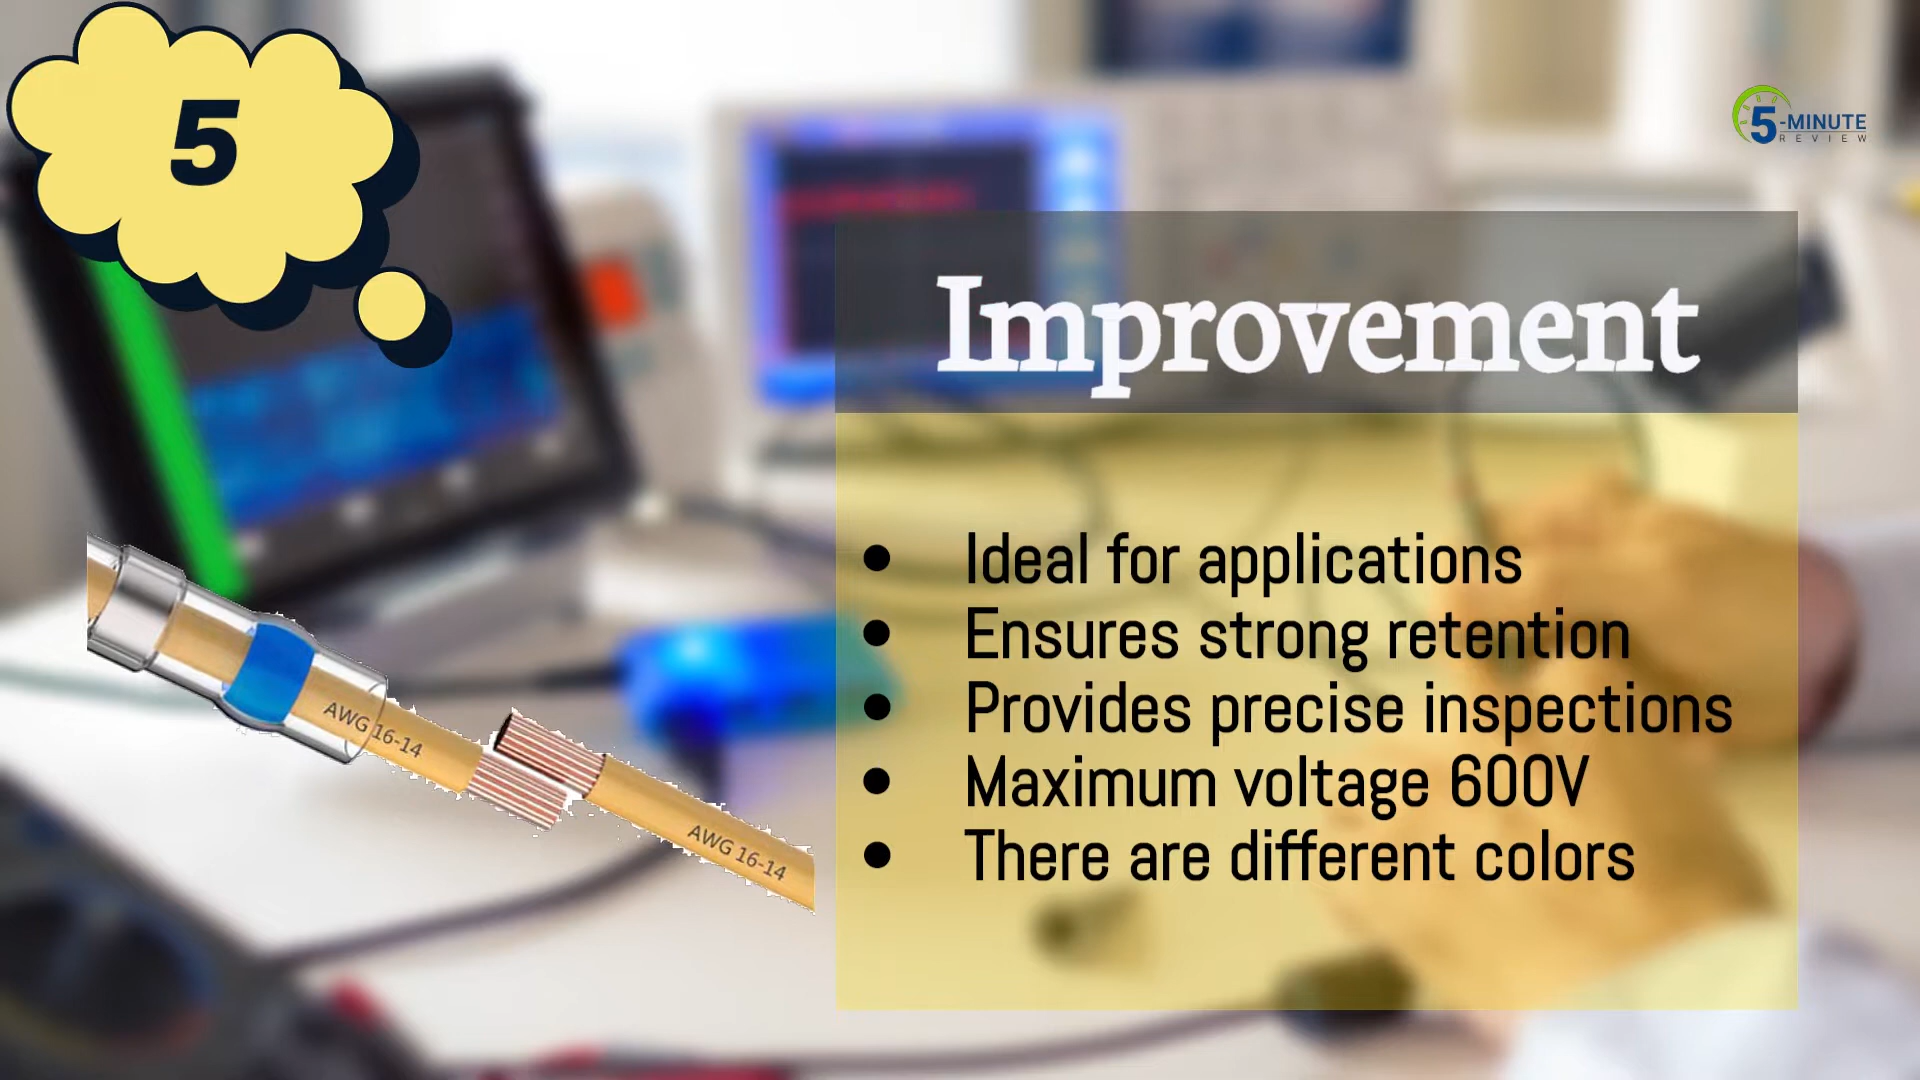 5
5-MINUTE
REVIEW
Improvement
• Ideal for applications
• Ensures strong retention
• Provides precise inspections
• Maximum voltage 600V
• There are different colors
AWG 16-14
AWG 16-14